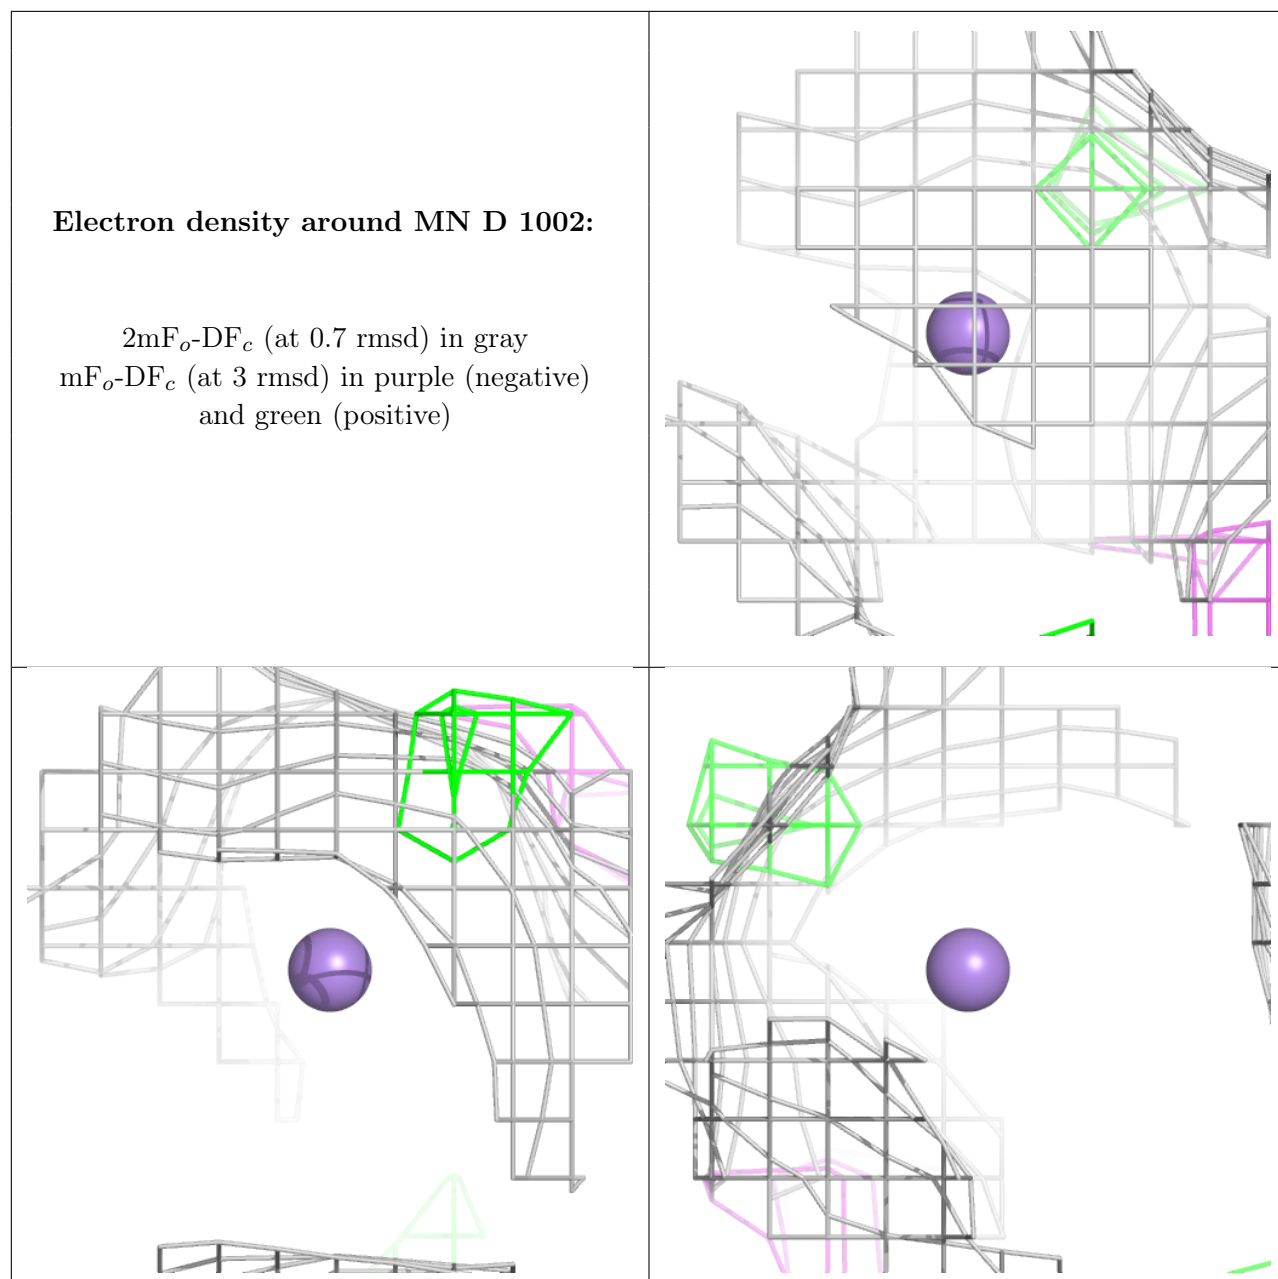 Electron density around MN D 1002:
2mFo-DFc (at 0.7 rmsd) in gray
mFo-DFc (at 3 rmsd) in purple (negative)
and green (positive)